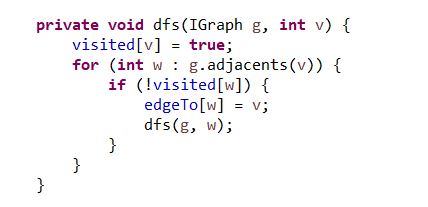 private void dfs(IGraph g, int v) {
    visited[v] = true;
    for (int w : g.adjacents(v)) {
        if (!visited[w]) {
            edgeTo[w] = v;
            dfs(g, w);
        }
    }
}